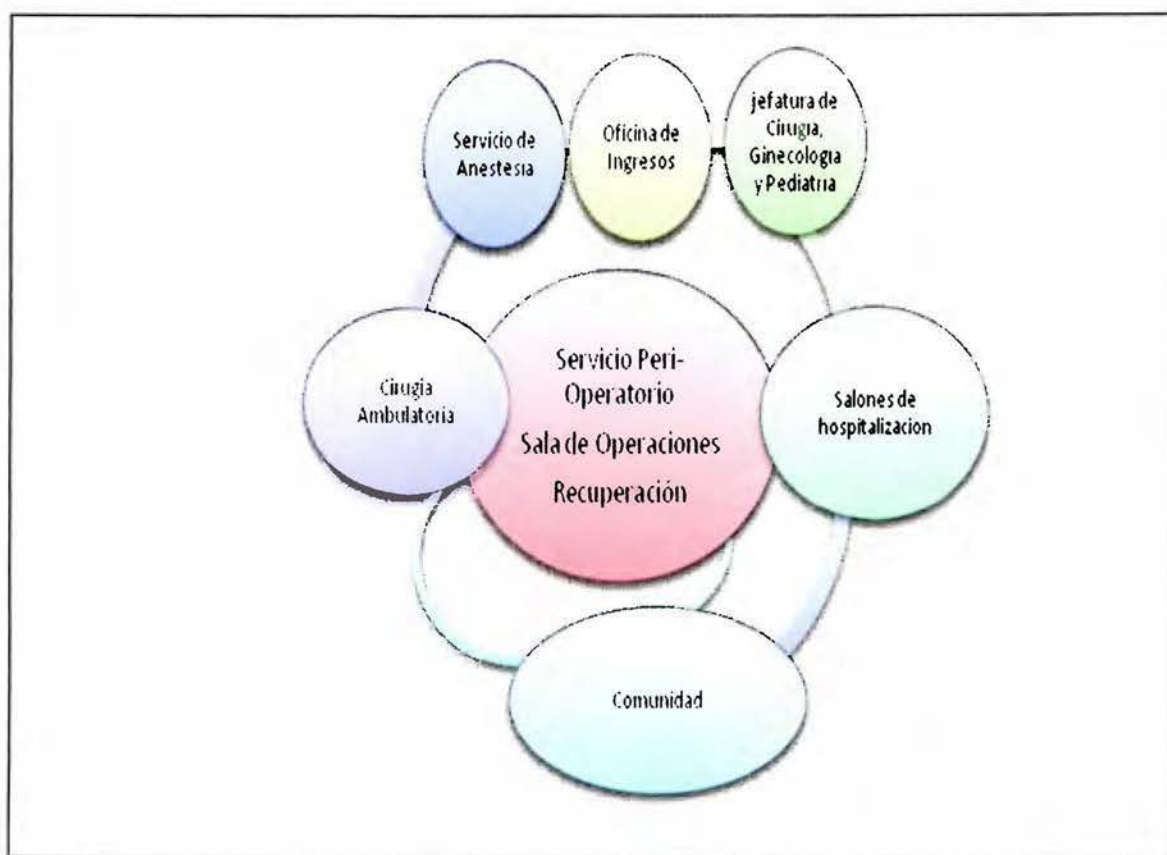 Servicio de
Anestesia
Oficina de
Ingresos
jefatura de
Cirugia,
Ginecologia
y Pediatria
Cirugia
Ambulatoria
Servicio Peri-
Operatorio
Sala de Operaciones
Recuperación
Salones de
hospitalizacion
Comunidad